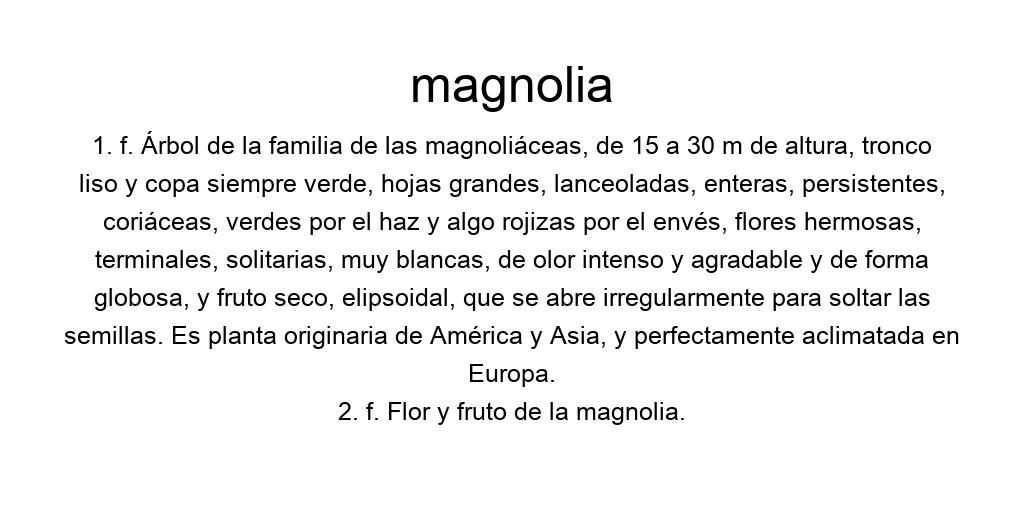 magnolia
1. f. Árbol de la familia de las magnoliáceas, de 15 a 30 m de altura, tronco
liso y copa siempre verde, hojas grandes, lanceoladas, enteras, persistentes,
coriáceas, verdes por el haz y algo rojizas por el envés, flores hermosas,
terminales, solitarias, muy blancas, de olor intenso y agradable y de forma
globosa, y fruto seco, elipsoidal, que se abre irregularmente para soltar las
semillas. Es planta originaria de América y Asia, y perfectamente aclimatada en
Europa.
2. f. Flor y fruto de la magnolia.